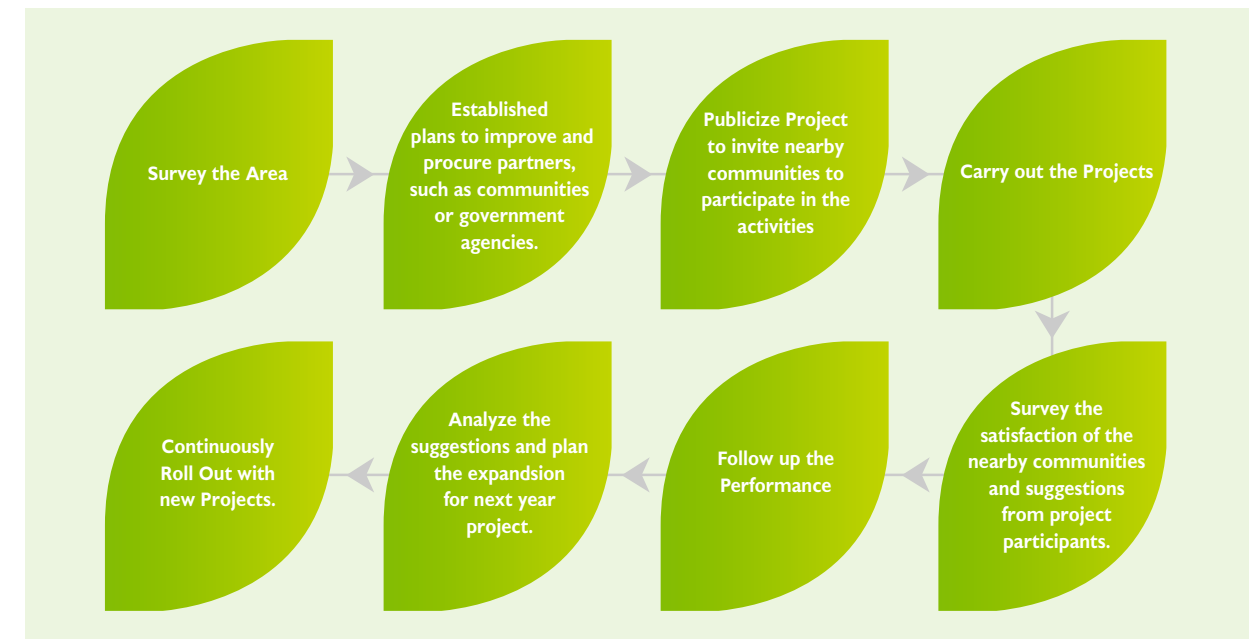 Survey the Area
Established
plans to improve and
procure partners,
such as communities
or government
agencies.
Publicize Project
to invite nearby
communities to
participate in the
activities
Carry out the Projects
Survey the
satisfaction of the
nearby communities
and suggestions
from project
participants.
Follow up the
Performance
Analyze the
suggestions and plan
the expandsion
for next year
project.
Continuously
Roll Out with
new Projects.